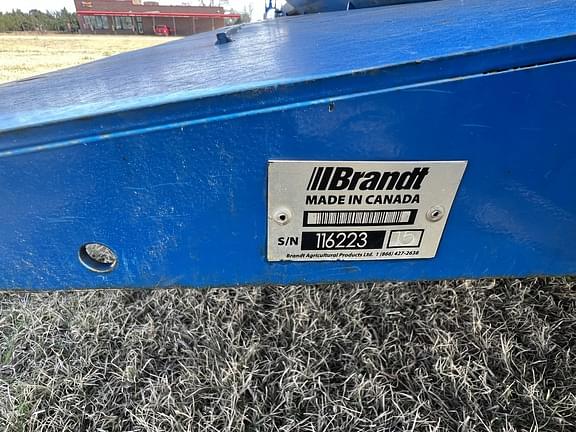 Brandt
MADE IN CANADA
S/N 116223
Brandt Agricultural Products Ltd. 1 (866) 427-2638